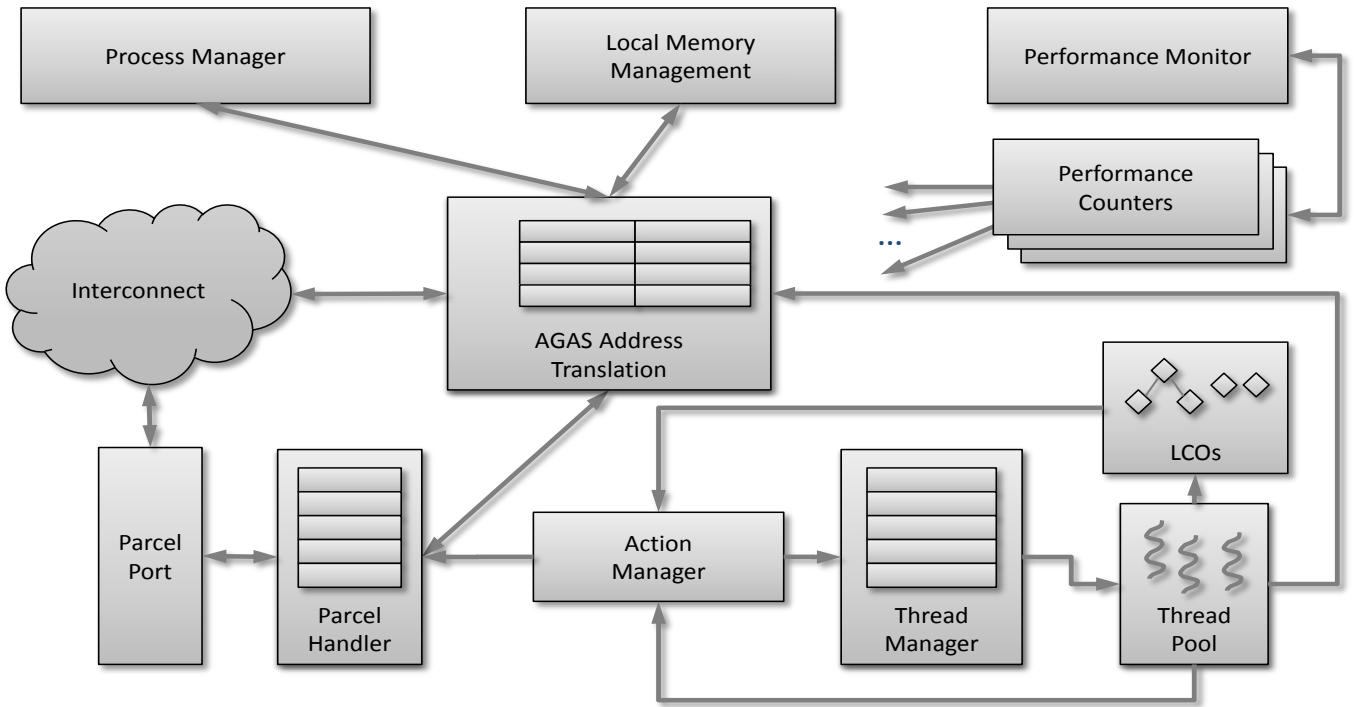 Process Manager
Local Memory
Management
Performance Monitor
Performance
Counters
...
Interconnect
AGAS Address
Translation
LCOs
Parcel
Port
Parcel
Handler
Action
Manager
Thread
Manager
Thread
Pool